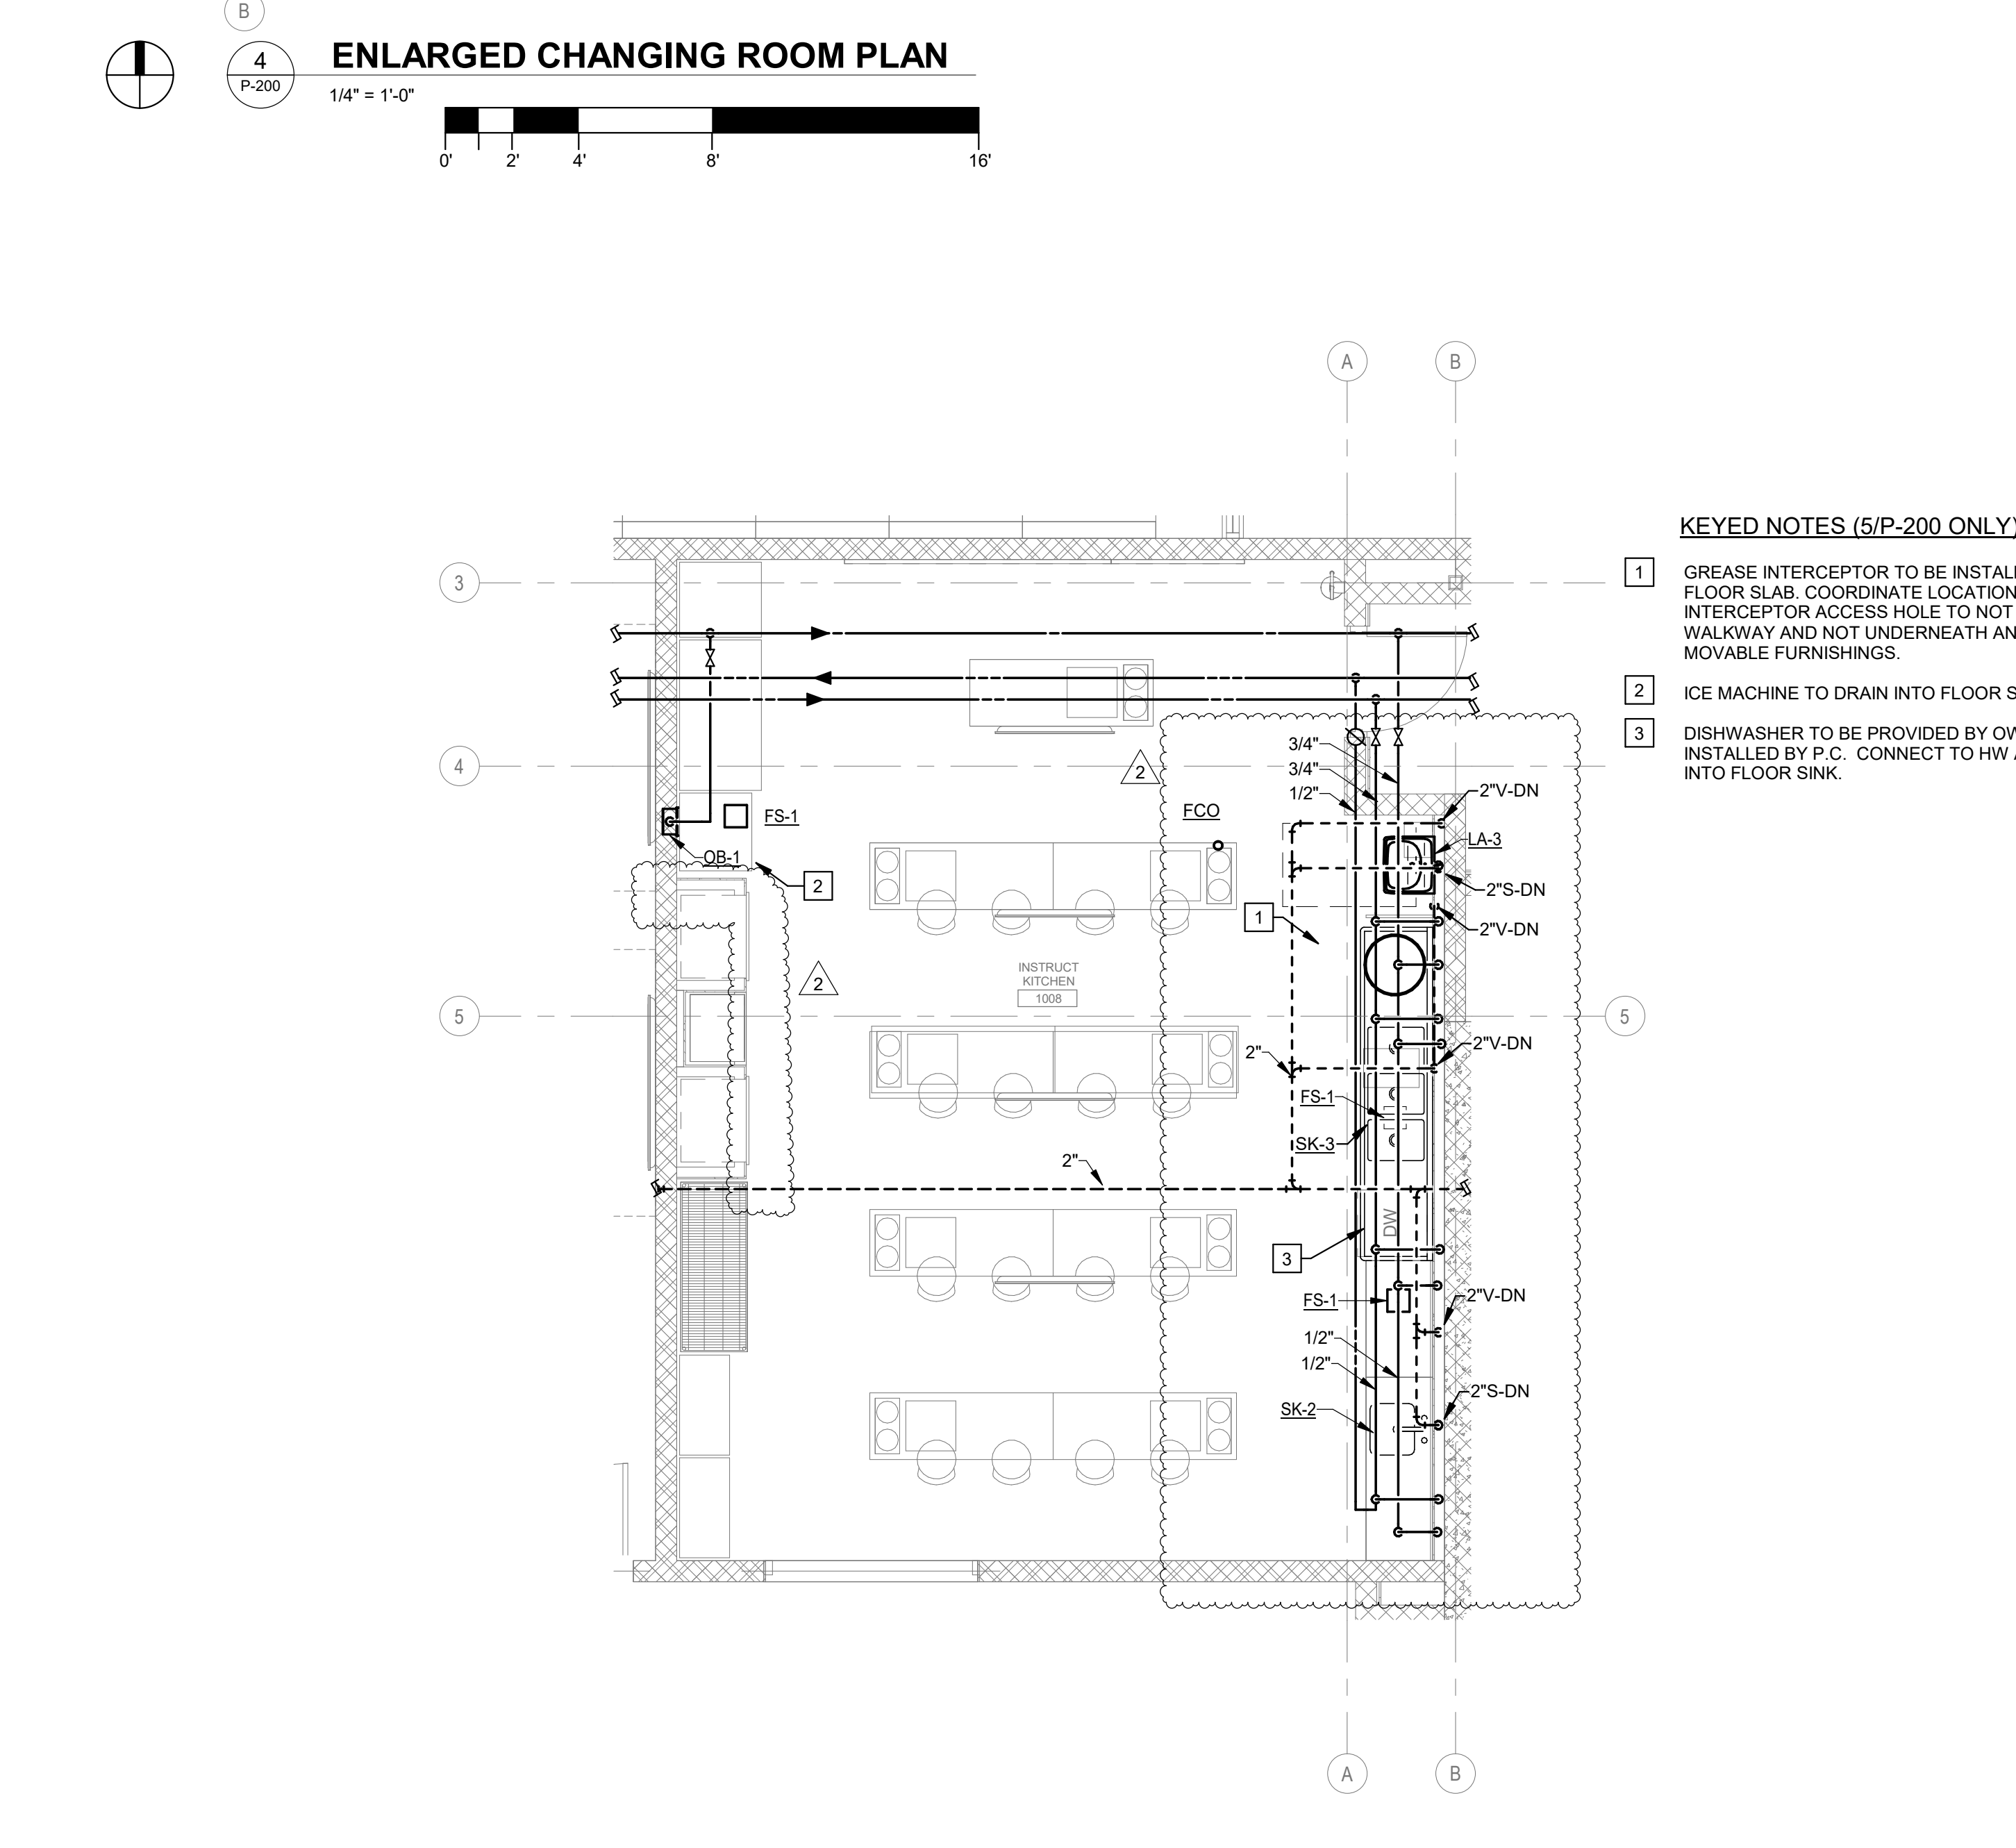 B
4
P-200
ENLARGED CHANGING ROOM PLAN
1/4" = 1'-0"
0' 2' 4' 8' 16'
A B
KEYED NOTES (5/P-200 ONLY)
1 GREASE INTERCEPTOR TO BE
FLOOR SLAB. COORDINATE LOCATION
INTERCEPTOR ACCESS HOLE TO NOT
WALKWAY AND NOT UNDERNEATH
MOVABLE FURNISHINGS.
2 ICE MACHINE TO DRAIN INTO FLOOR
3 DISHWASHER TO BE PROVIDED BY
INSTALLED BY P.C. CONNECT TO HW
INTO FLOOR SINK.
3
4
5
5
2
3/4"
3/4"
1/2"
2"V-DN
FS-1
FCO
LA-3
OB-1
2
2"S-DN
1
2"V-DN
2
INSTRUCT
KITCHEN
1008
2"
2"V-DN
FS-1
SK-3
2"
DW
3
FS-1
2"V-DN
1/2"
1/2"
2"S-DN
SK-2
A B